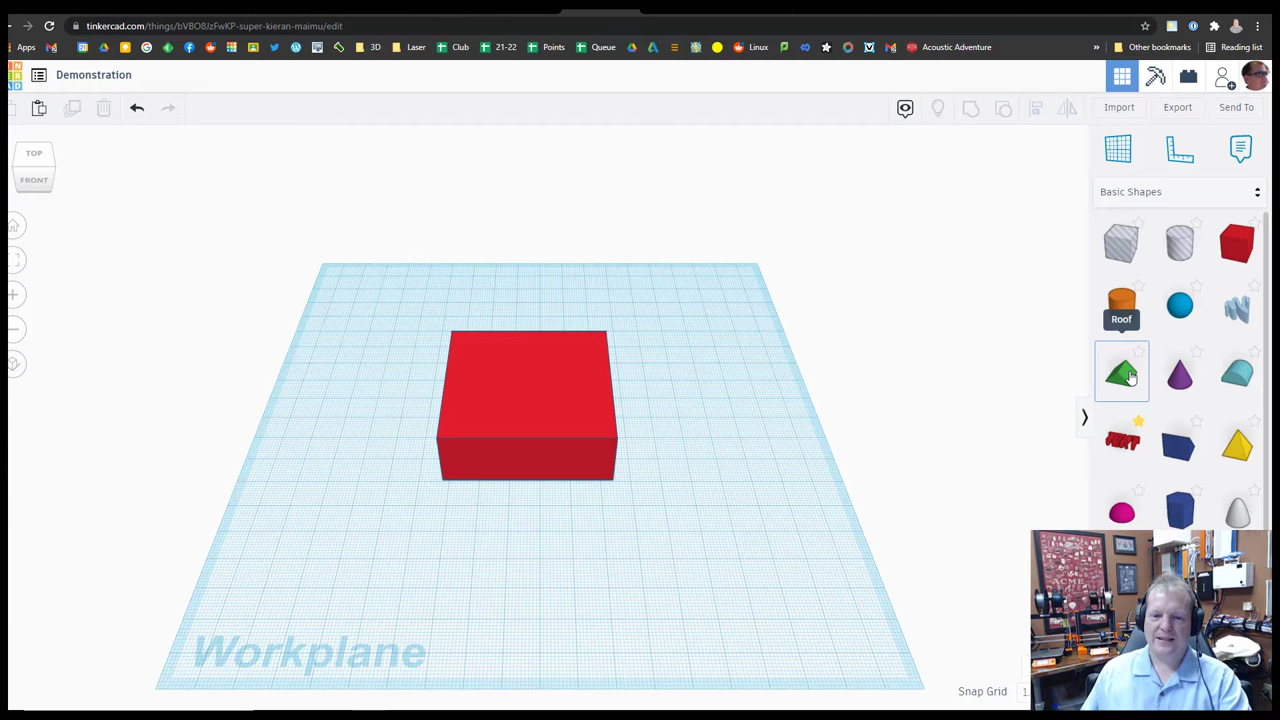 tinkercad.com/things/bVBO8JzFwKP-super-kieran-maimu/edit
Apps 3D Laser Club 21-22 Points Queue Linux Acoustic Adventure » Other bookmarks Reading list
Demonstration
Import Export Send To
TOP
FRONT
Basic Shapes
Roof
TEXT
Workplane
Snap Grid
ACME